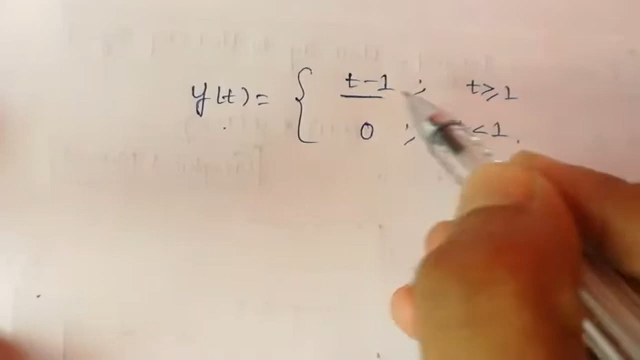 y(t) = { t-1 ; t ≥ 1
0 ; < 1